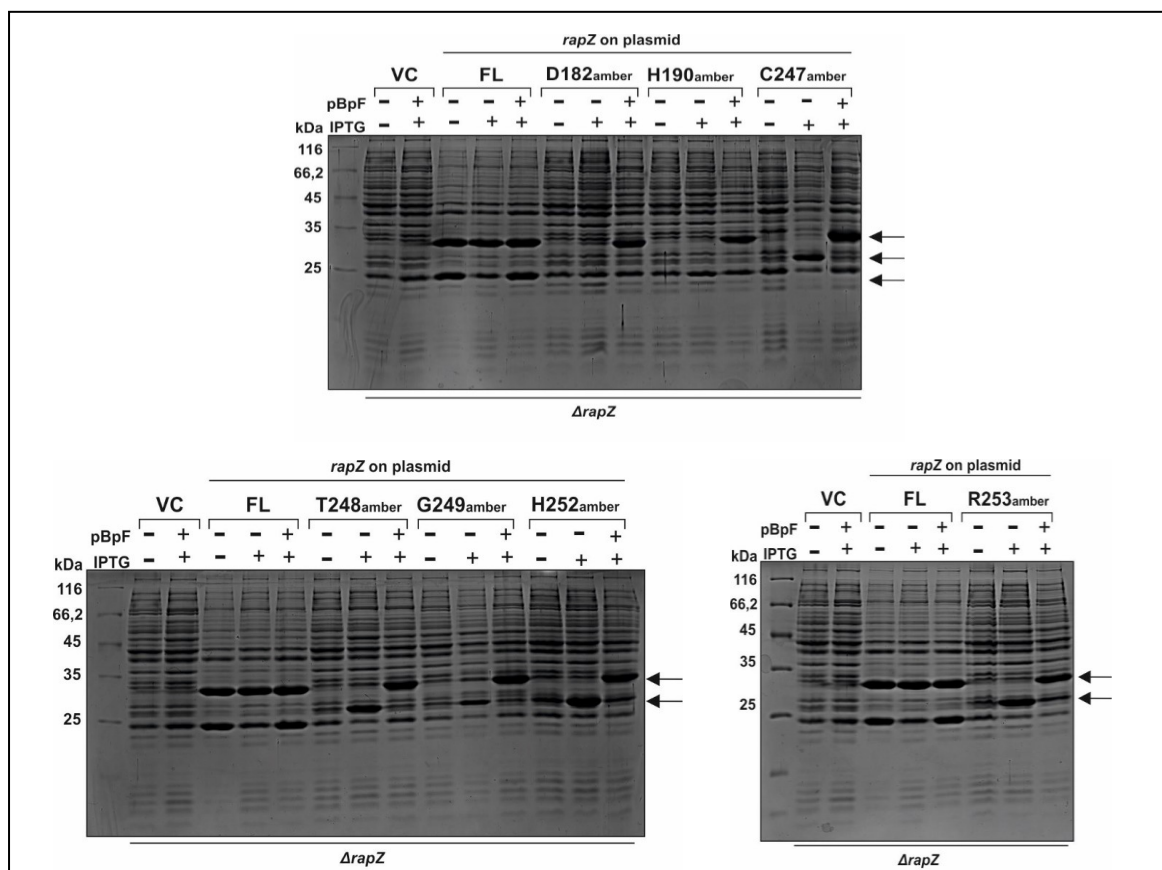 rapZ on plasmid
VC FL D182amber H190amber C247amber
pBpF - + - - + - - + - - + - - +
kDa IPTG - + - + + - + + - + + - + +
116
66,2
45
35
25
ΔrapZ
rapZ on plasmid
VC FL T248amber G249amber H252amber
pBpF - + - - + - - + - - + - - +
kDa IPTG - + - + + - + + - + + - + +
116
66,2
45
35
25
ΔrapZ
rapZ on plasmid
VC FL R253amber
pBpF - + - - + - - +
kDa IPTG - + - + + - + +
116
66,2
45
35
25
ΔrapZ